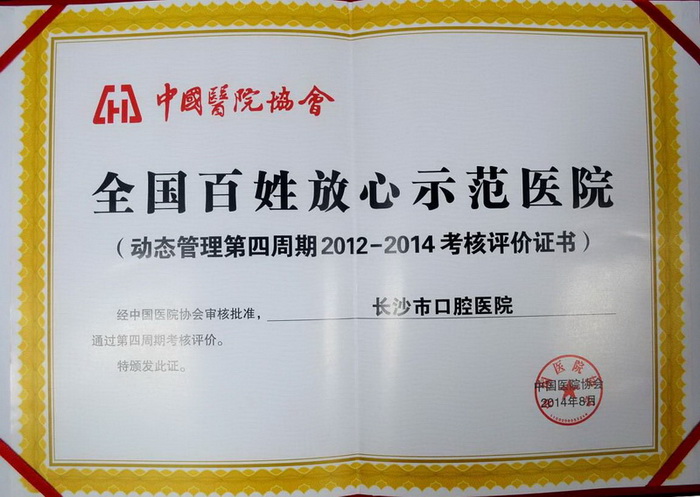 中國醫院協會
全国百姓放心示范医院
（动态管理第四周期2012-2014考核评价证书）
经中国医院协会审核批准，长沙市口腔医院
通过第四周期考核评价。
特颁发此证。
中国医院协会
2014年8月